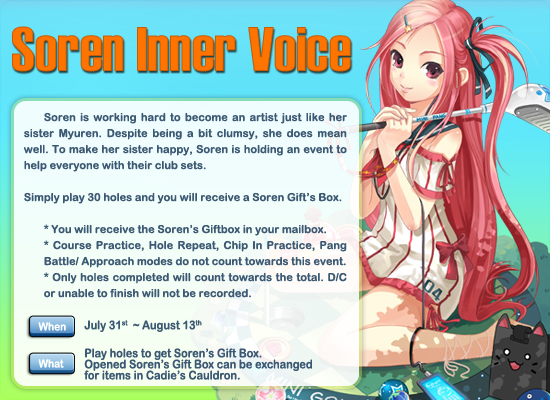 Soren Inner Voice
Soren is working hard to become an artist just like her
sister Myuren. Despite being a bit clumsy, she does mean
well. To make her sister happy, Soren is holding an event to
help everyone with their club sets.
Simply play 30 holes and you will receive a Soren Gift's Box.
* You will receive the Soren's Giftbox in your mailbox.
* Course Practice, Hole Repeat, Chip In Practice, Pang
Battle/ Approach modes do not count towards this event.
* Only holes completed will count towards the total. D/C
or unable to finish will not be recorded.
When July 31st ~ August 13th
What Play holes to get Soren's Gift Box.
Opened Soren's Gift Box can be exchanged
for items in Cadie's Cauldron.
04